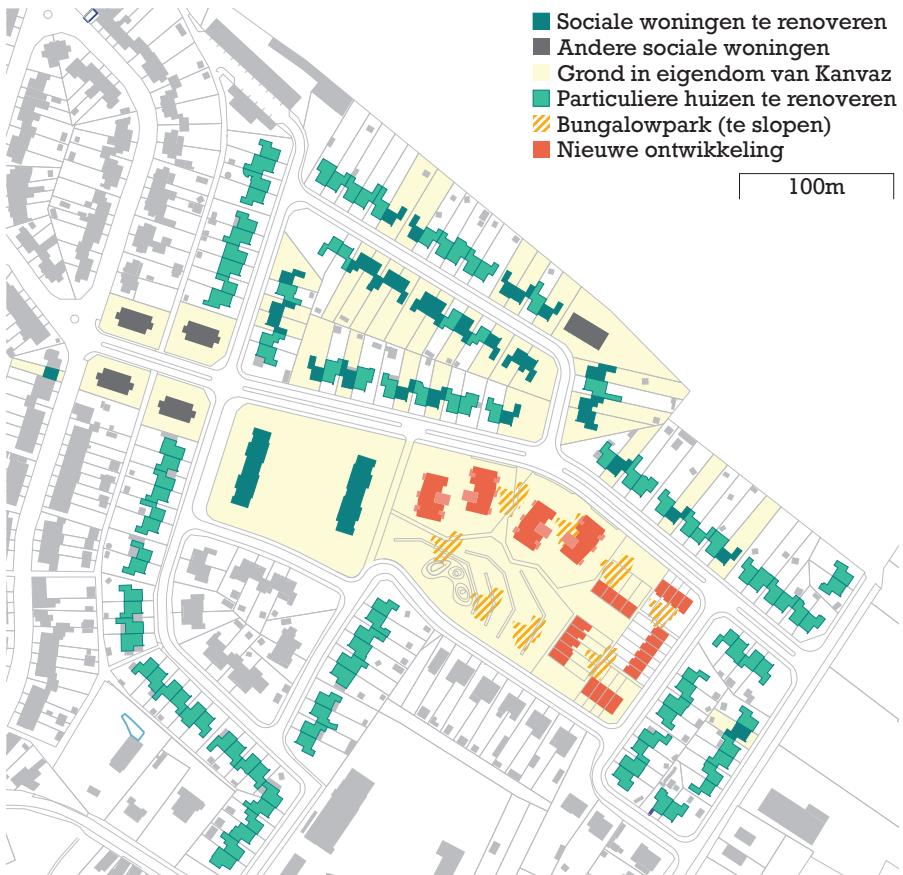 Sociale woningen te renoveren
Andere sociale woningen
Grond in eigendom van Kanvaz
Particuliere huizen te renoveren
Bungalowpark (te slopen)
Nieuwe ontwikkeling
100m